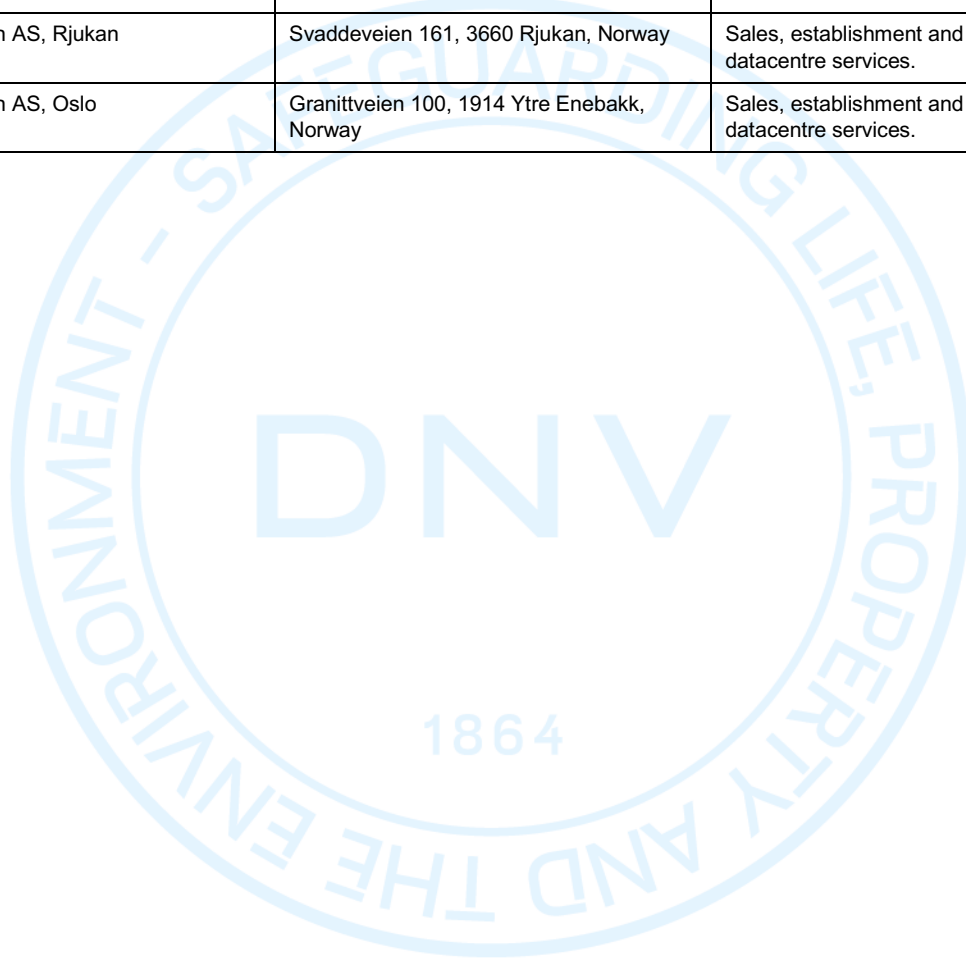 n AS, Rjukan
Svaddeveien 161, 3660 Rjukan, Norway
Sales, establishment and
datacentre services.
n AS, Oslo
Granittveien 100, 1914 Ytre Enebakk,
Norway
Sales, establishment and
datacentre services.
SAFEGUARDING LIFE, PROPERTY AND THE ENVIRONMENT -
DNV
1864